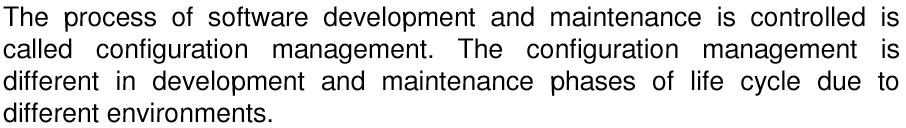 The process of software development and maintenance is controlled is
called configuration management. The configuration management is
different in development and maintenance phases of life cycle due to
different environments.